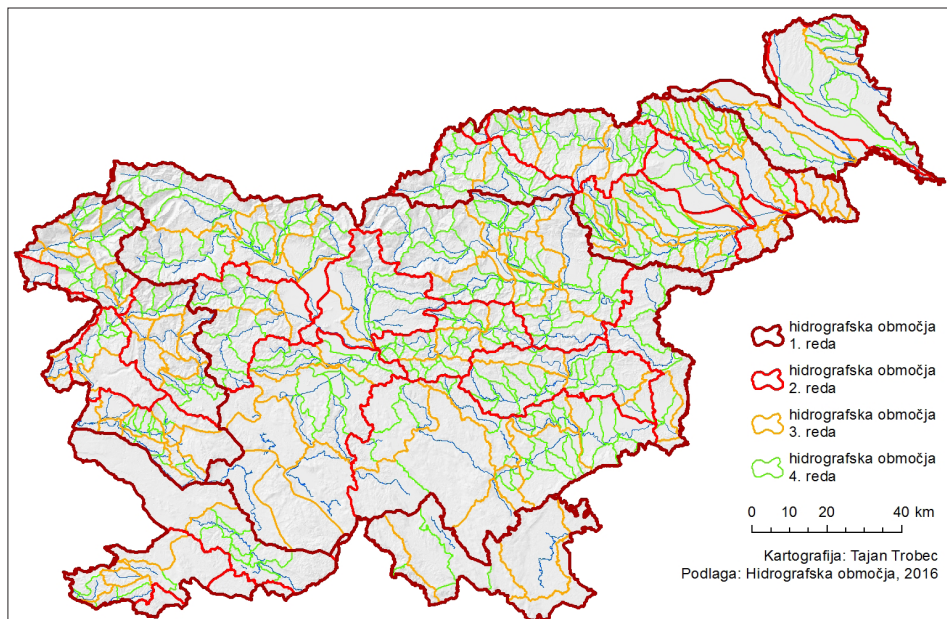 hidrografska območja
1. reda
hidrografska območja
2. reda
hidrografska območja
3. reda
hidrografska območja
4. reda
0 10 20 40 km
Kartografija: Tajan Trobec
Podlaga: Hidrografska območja, 2016